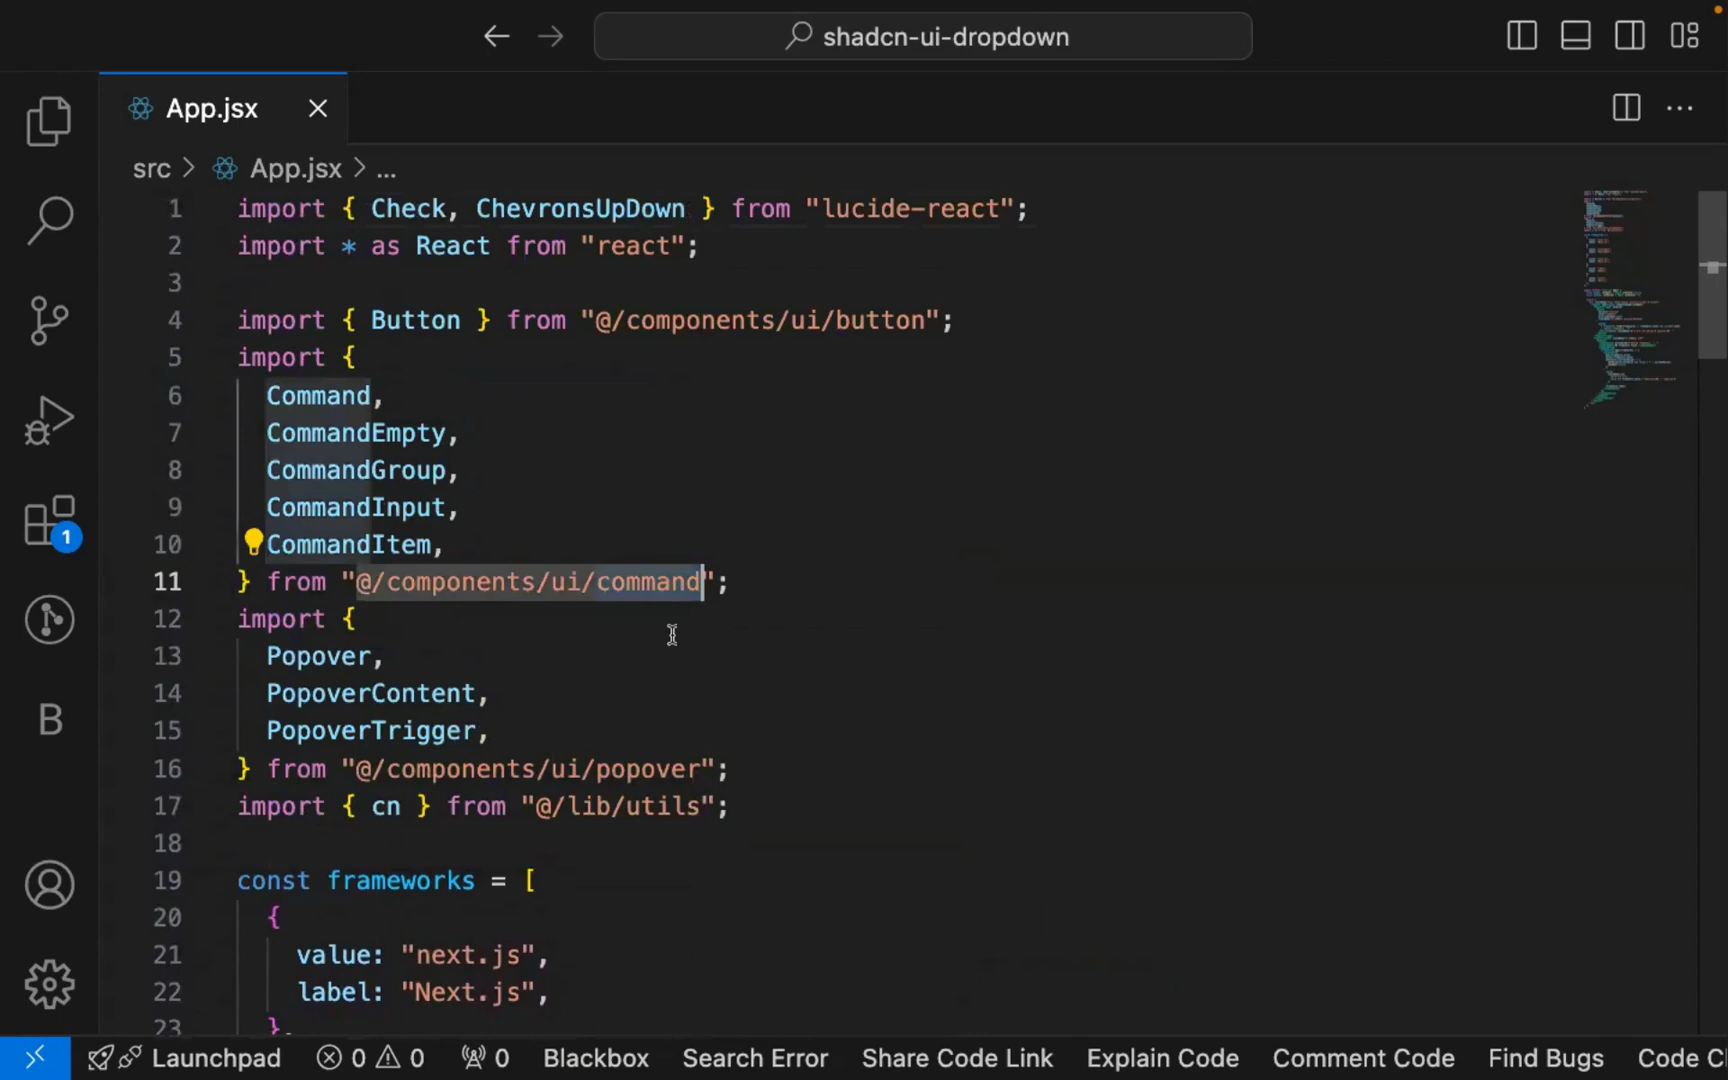 shadcn-ui-dropdown
App.jsx
src > App.jsx > ...
1 import { Check, ChevronsUpDown } from "lucide-react";
2 import * as React from "react";
3
4 import { Button } from "@/components/ui/button";
5 import {
6 Command,
7 CommandEmpty,
8 CommandGroup,
9 CommandInput,
10 CommandItem,
11 } from "@/components/ui/command";
12 import {
13 Popover,
14 PopoverContent,
15 PopoverTrigger,
16 } from "@/components/ui/popover";
17 import { cn } from "@/lib/utils";
18
19 const frameworks = [
20 {
21 value: "next.js",
22 label: "Next.js",
23 },
1
B
Launchpad 0 0 0 Blackbox Search Error Share Code Link Explain Code Comment Code Find Bugs Code C